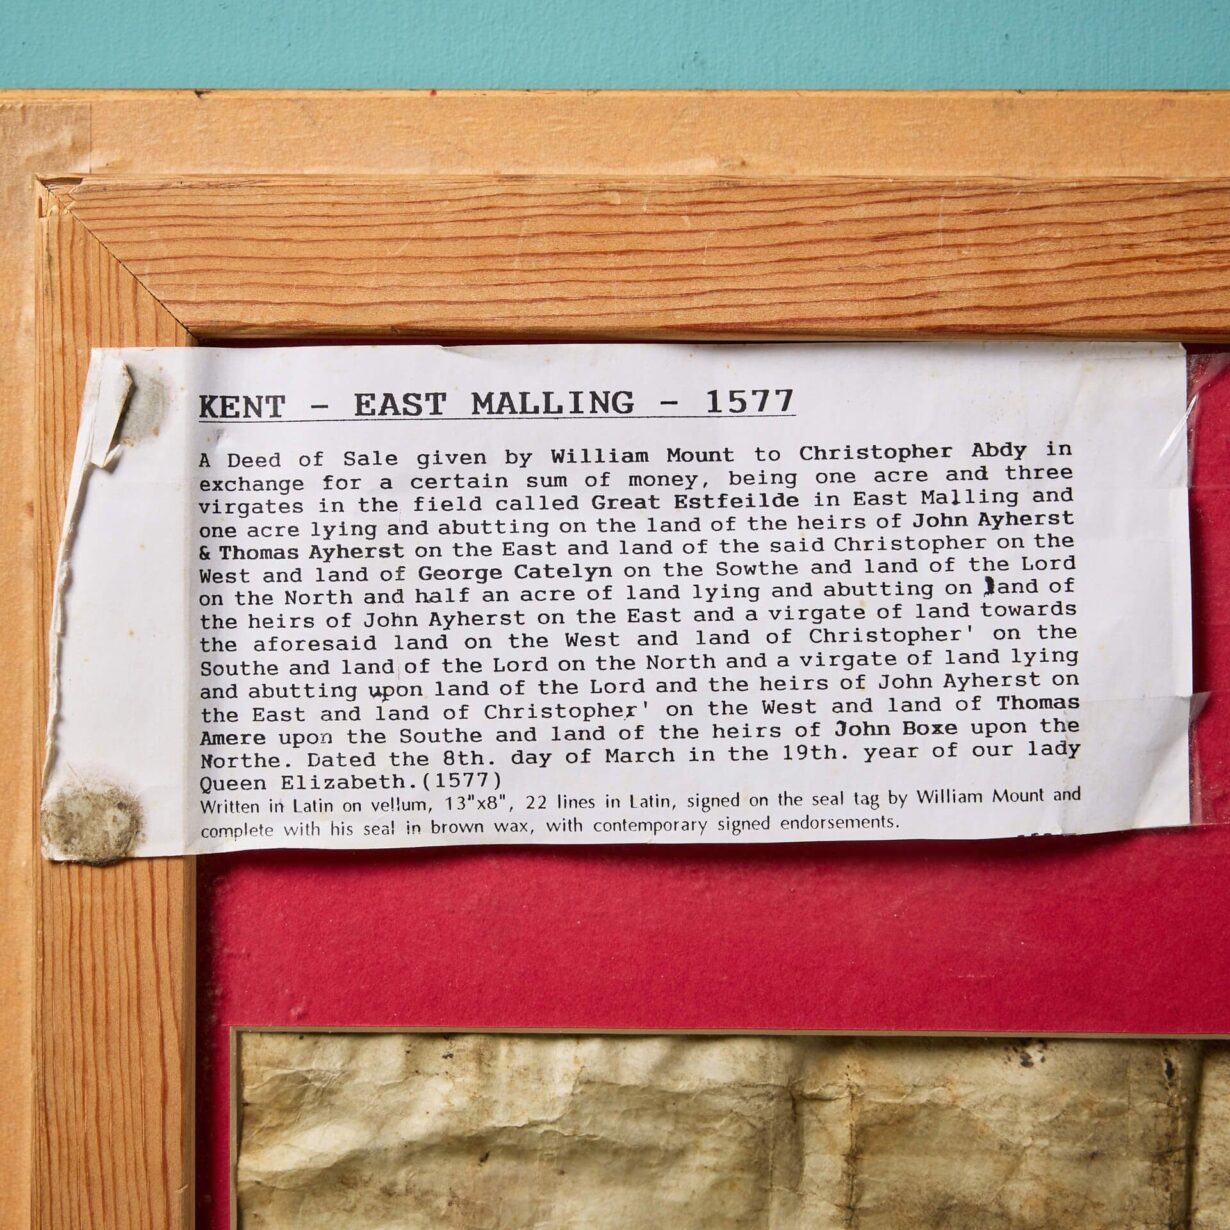 KENT - EAST MALLING - 1577
A Deed of Sale given by William Mount to Christopher Abdy in
exchange for a certain sum of money, being one acre and three
virgates in the field called Great Estfeilde in East Malling and
one acre lying and abutting on the land of the heirs of John Ayherst
& Thomas Ayherst on the East and land of the said Christopher on the
West and land of George Catelyn on the Sowthe and land of the Lord
on the North and half an acre of land lying and abutting on land of
the heirs of John Ayherst on the East and a virgate of land towards
the aforesaid land on the West and land of Christopher' on the
Southe and land of the Lord on the North and a virgate of land lying
and abutting upon land of the Lord and the heirs of John Ayherst on
the East and land of Christopher' on the West and land of Thomas
Amere upon the Southe and land of the heirs of John Boxe upon the
Northe. Dated the 8th. day of March in the 19th. year of our lady
Queen Elizabeth.(1577)
Written in Latin on vellum, 13"x8", 22 lines in Latin, signed on the seal tag by William Mount and
complete with his seal in brown wax, with contemporary signed endorsements.